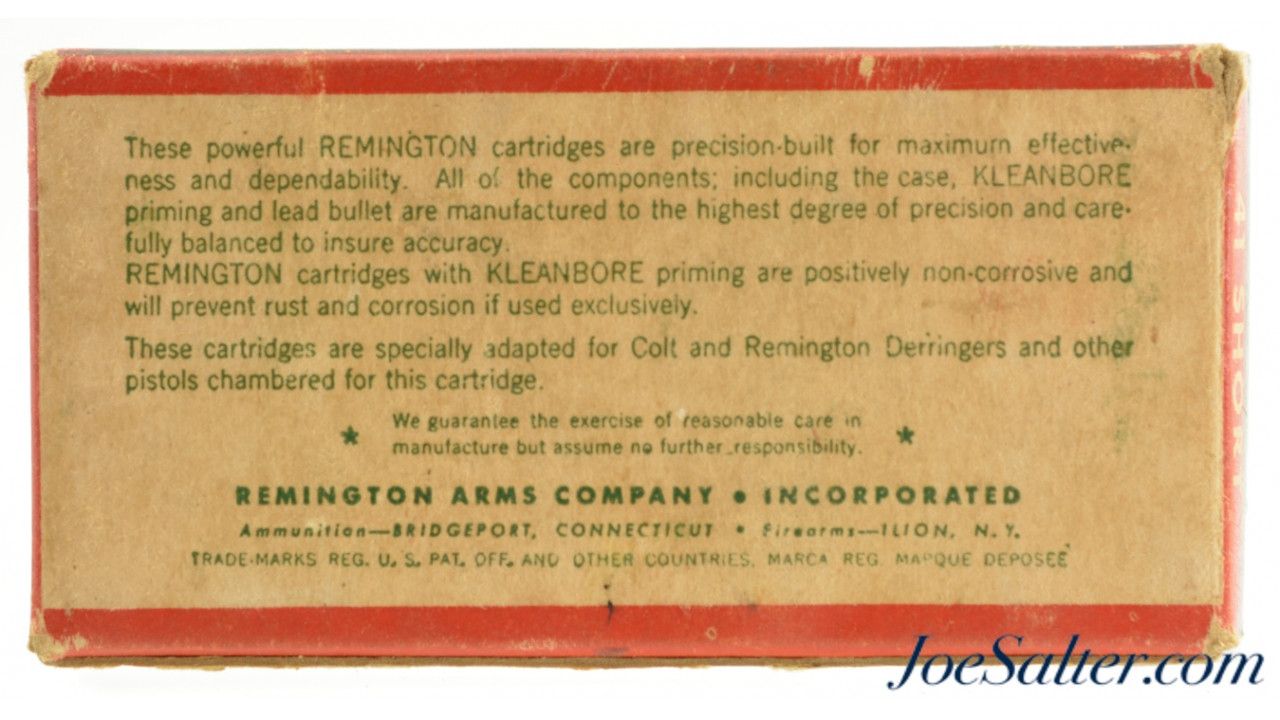 These powerful REMINGTON cartridges are precision-built for maximum effective-
ness and dependability. All of the components; including the case, KLEANBORE
priming and lead bullet are manufactured to the highest degree of precision and care-
fully balanced to insure accuracy.
REMINGTON cartridges with KLEANBORE priming are positively non-corrosive and
will prevent rust and corrosion if used exclusively.
These cartridges are specially adapted for Colt and Remington Derringers and other
pistols chambered for this cartridge.
We guarantee the exercise of reasonable care in
manufacture but assume no further responsibility.
REMINGTON ARMS COMPANY • INCORPORATED
Ammunition—BRIDGEPORT, CONNECTICUT • Firearms—ILION, N.Y.
TRADE-MARKS REG. U. S. PAT. OFF. AND OTHER COUNTRIES. MARCA REG. MARQUE DEPOSEE
41 SHORT
JoeSalter.com